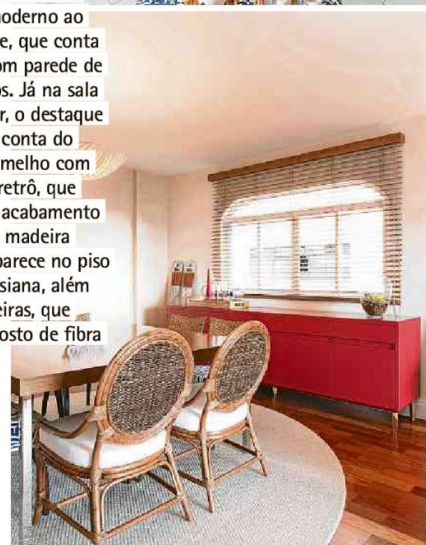 oderno ao
e, que conta
om parede de
os. Já na sala
r, o destaque
conta do
melho com
retrô, que
acabamento
madeira
parece no piso
siana, além
eiras, que
osto de fibra